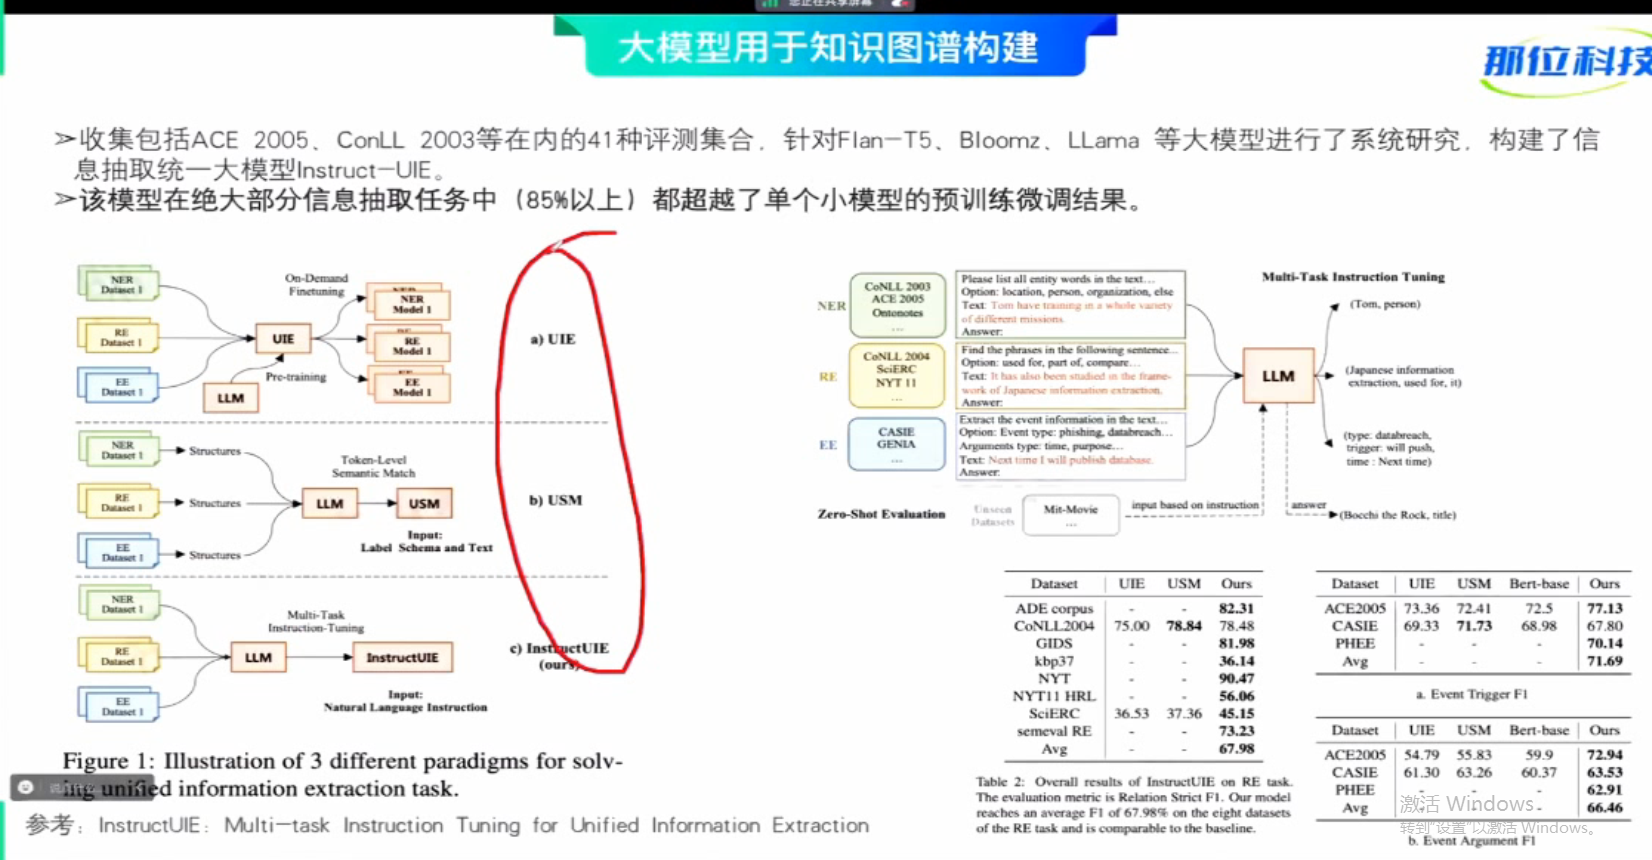 您正在共享屏幕
大模型用于知识图谱构建
那位科技
➢收集包括ACE 2005、ConLL 2003等在内的41种评测集合，针对Flan-T5、Bloomz、LLama 等大模型进行了系统研究，构建了信
息抽取统一大模型Instruct-UIE。
➢该模型在绝大部分信息抽取任务中（85%以上）都超越了单个小模型的预训练微调结果。
NER
Dataset 1
RE
Dataset 1
EE
Dataset 1
UIE
LLM
Pre-training
On-Demand
Finetuning
NER
Model 1
RE
Model 1
EE
Model 1
a) UIE
NER
Dataset 1
RE
Dataset 1
EE
Dataset 1
Structures
Structures
Structures
LLM
Token-Level
Semantic Match
USM
Input:
Label Schema and Text
b) USM
NER
Dataset 1
RE
Dataset 1
EE
Dataset 1
LLM
Multi-Task
Instruction-Tuning
InstructUIE
Input:
Natural Language Instruction
c) InstructUIE
(ours)
Figure 1: Illustration of 3 different paradigms for solv-
ing unified information extraction task.
参考：InstructUIE: Multi-task Instruction Tuning for Unified Information Extraction
NER
CoNLL 2003
ACE 2005
Ontonotes
...
Please list all entity words in the text...
Option: location, person, organization, else
Text: Tom have training in a whole variety
of different missions.
Answer:
RE
CoNLL 2004
SciERC
NYT 11
...
Find the phrases in the following sentence...
Option: used for, part of, compare...
Text: It has also been studied in the frame-
work of Japanese information extraction.
Answer:
EE
CASIE
GENIA
...
Extract the event information in the text...
Option: Event type: phishing, databreach...
Arguments type: time, purpose...
Text: Next time I will publish database.
Answer:
Multi-Task Instruction Tuning
LLM
(Tom, person)
(Japanese information
extraction, used for, it)
(type: databreach,
trigger: will push,
time : Next time)
Zero-Shot Evaluation
Unseen
Datasets
Mit-Movie
...
input based on instruction
answer
(Bocchi the Rock, title)
Dataset UIE USM Ours
ADE corpus - - 82.31
CoNLL2004 75.00 78.84 78.48
GIDS - - 81.98
kbp37 - - 36.14
NYT - - 90.47
NYT11 HRL - - 56.06
SciERC 36.53 37.36 45.15
semeval RE - - 73.23
Avg - - 67.98
Table 2: Overall results of InstructUIE on RE task.
The evaluation metric is Relation Strict F1. Our model
reaches an average F1 of 67.98% on the eight datasets
of the RE task and is comparable to the baseline.
Dataset UIE USM Bert-base Ours
ACE2005 73.36 72.41 72.5 77.13
CASIE 69.33 71.73 68.98 67.80
PHEE - - - 70.14
Avg - - - 71.69
a. Event Trigger F1
Dataset UIE USM Bert-base Ours
ACE2005 54.79 55.83 59.9 72.94
CASIE 61.30 63.26 60.37 63.53
PHEE - - - 62.91
Avg - - - 66.46
b. Event Argument F1
激活 Windows
转到"设置"以激活 Windows。